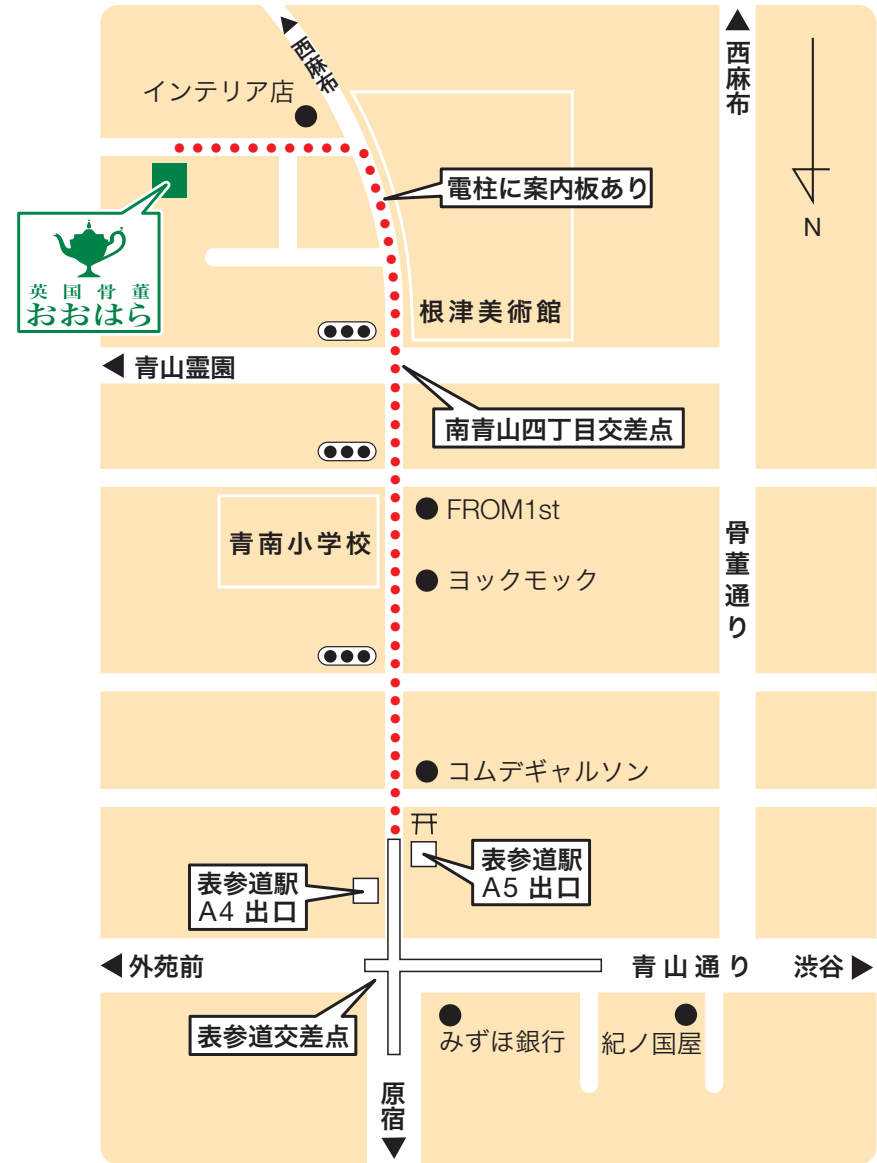 西麻布
西麻布
インテリア店
電柱に案内板あり
N
英国骨董
おおはら
根津美術館
青山霊園
南青山四丁目交差点
FROM1st
青南小学校
ヨックモック
骨董通り
コムデギャルソン
表参道駅
A5 出口
表参道駅
A4 出口
外苑前
青山通り
渋谷
表参道交差点
みずほ銀行
紀ノ国屋
原宿